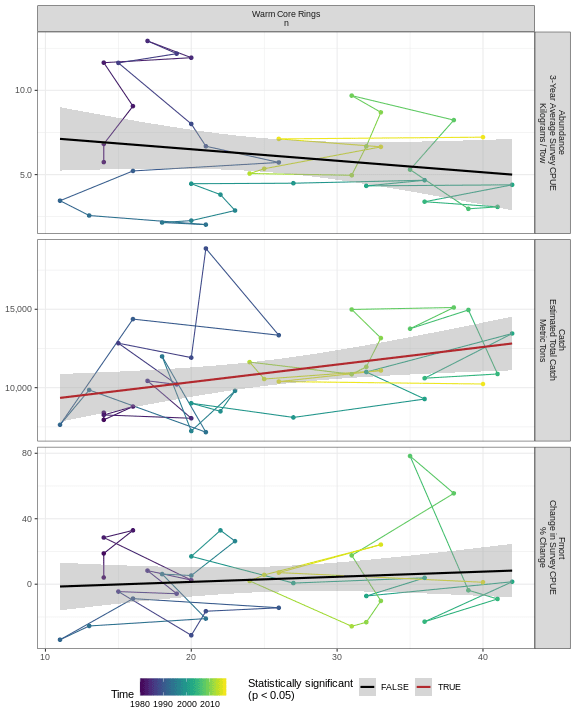 Warm Core Rings
n
10.0
5.0
Abundance
3-Year Average Survey CPUE
Kilograms / Tow
15,000
10,000
Catch
Estimated Total Catch
Metric Tons
80
40
0
Fmort
Change in Survey CPUE
% Change
10 20 30 40
Time
1980 1990 2000 2010
Statistically significant
(p < 0.05)
FALSE TRUE